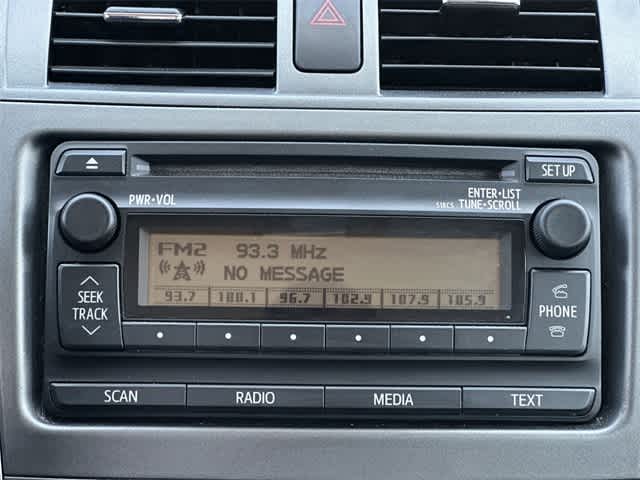 SET UP
PWR•VOL
ENTER•LIST
518C5 TUNE•SCROLL
FM2 93.3 MHz
NO MESSAGE
93.7 100.1 96.7 102.9 107.9 105.9
SEEK
TRACK
PHONE
SCAN RADIO MEDIA TEXT